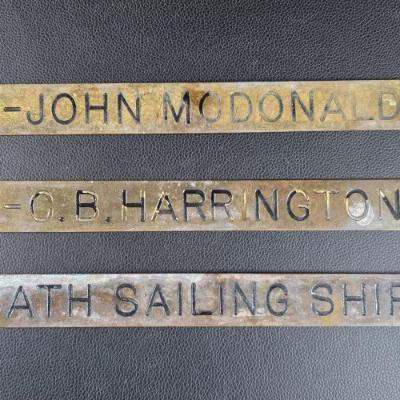 -JOHN MCDONALD
-C.B.HARRINGTON
ATH SAILING SHIP